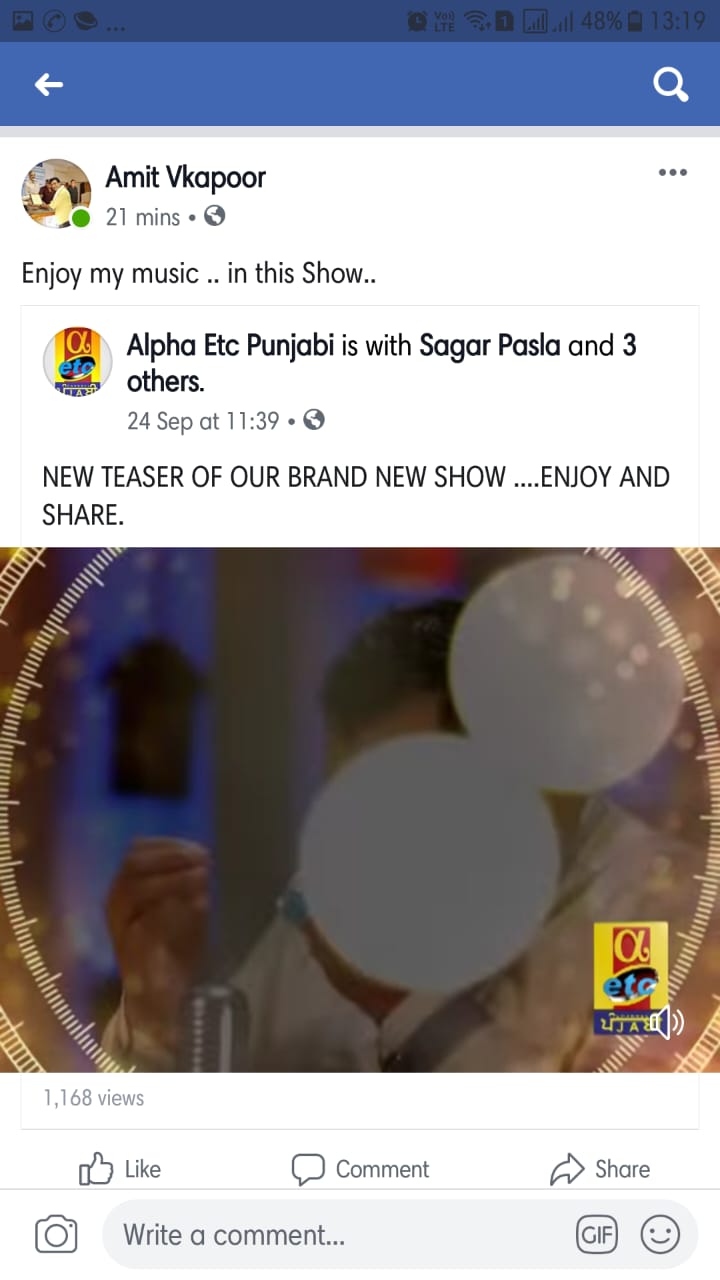 Vo))
LTE
1
48%
13:19
Amit Vkapoor
21 mins •
Enjoy my music .. in this Show..
α
etc
Alpha Etc Punjabi is with Sagar Pasla and 3
others.
24 Sep at 11:39 •
NEW TEASER OF OUR BRAND NEW SHOW ....ENJOY AND
SHARE.
α
etc
1,168 views
Like
Comment
Share
Write a comment...
GIF